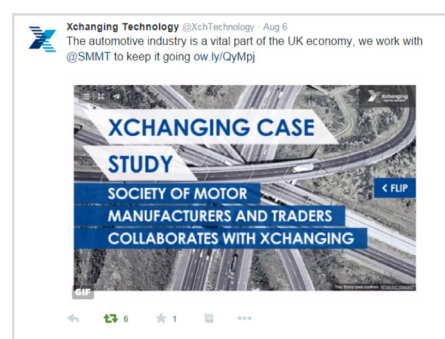 Xchanging Technology @XchTechnology · Aug 6
The automotive industry is a vital part of the UK economy, we work with
@SMMT to keep it going ow.ly/QyMpj
Xchanging
XCHANGING CASE
STUDY
SOCIETY OF MOTOR
MANUFACTURERS AND TRADERS
COLLABORATES WITH XCHANGING
< FLIP
GIF
6
1